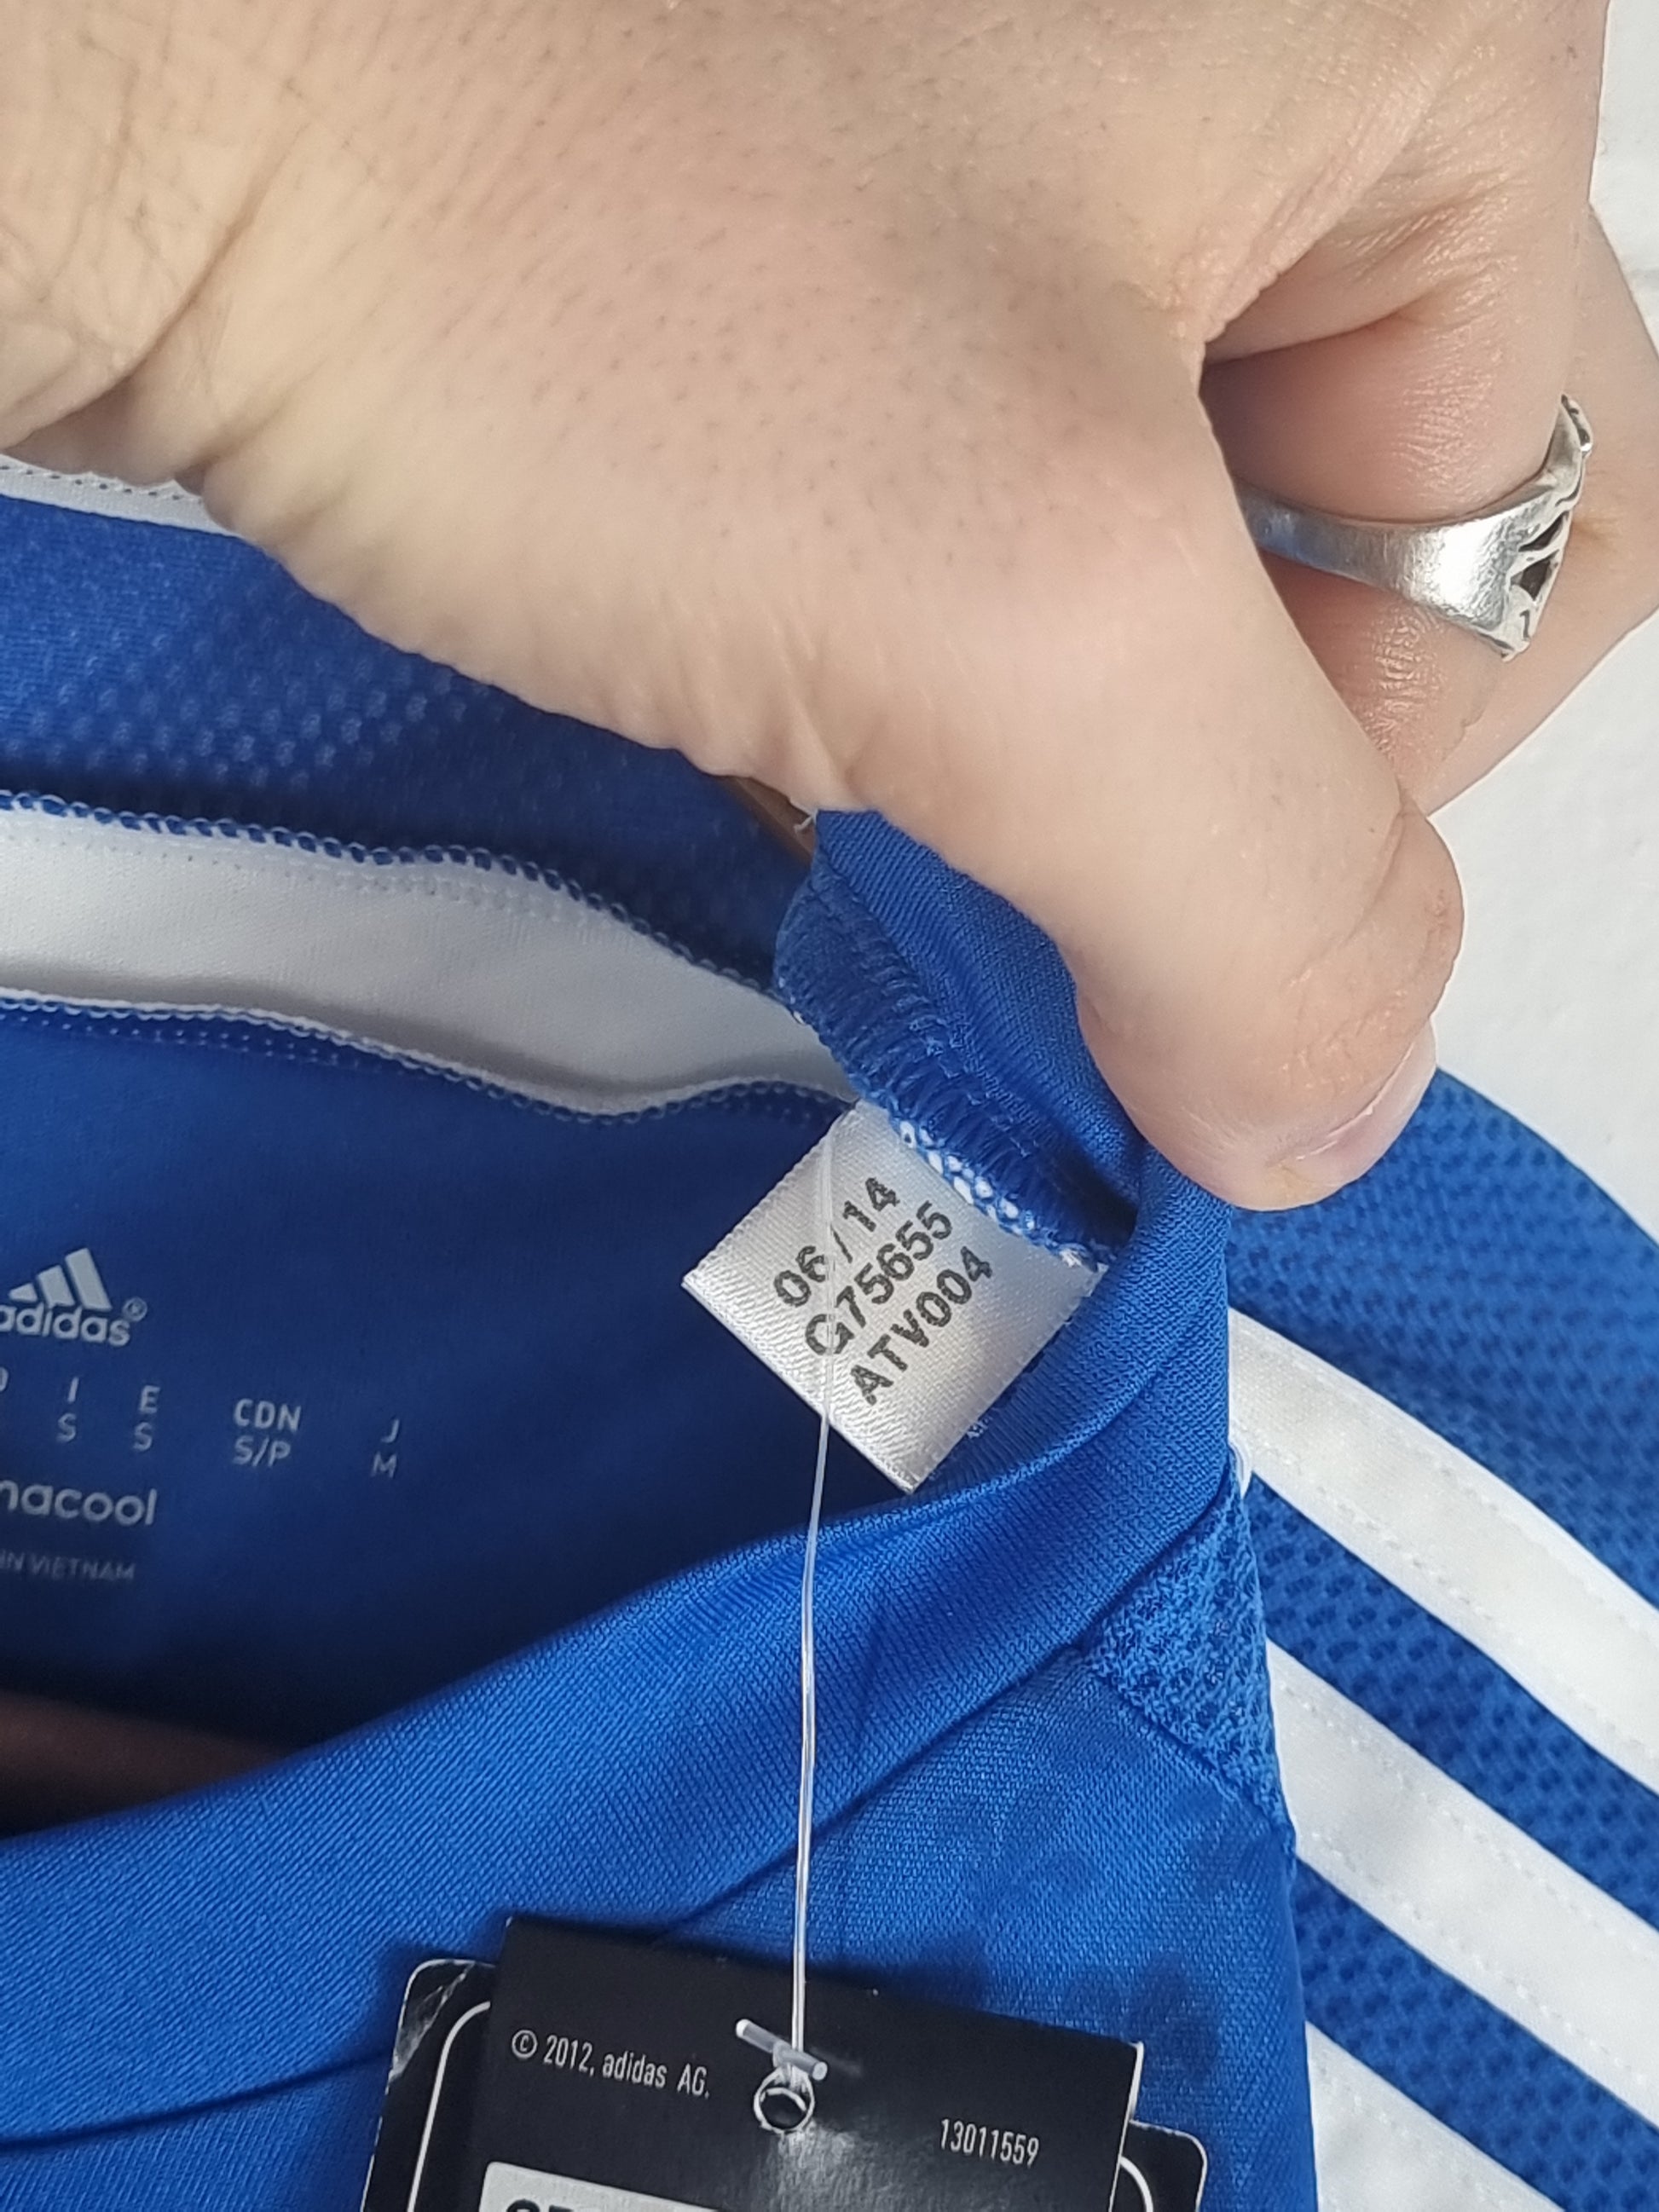 06/14
G75655
ATV004
adidas®
I E CDN J
S S S/P M
macool
IN VIETNAM
© 2012, adidas AG.
13011559